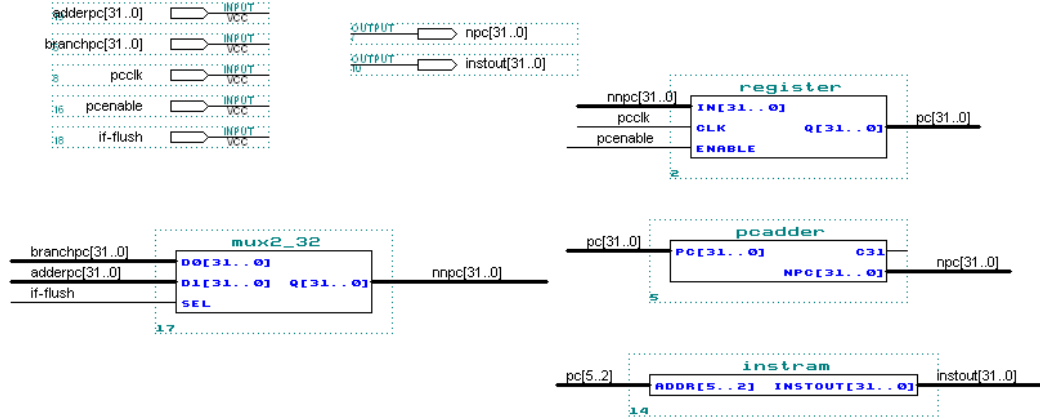 adderpc[31..0] INPUT VCC
branchpc[31..0] INPUT VCC
8 pcclk INPUT VCC
16 pcenable INPUT VCC
18 if-flush INPUT VCC
OUTPUT npc[31..0]
10 OUTPUT instout[31..0]
register
nnpc[31..0] IN[31..0]
pcclk CLK Q[31..0] pc[31..0]
pcenable ENABLE
2
mux2_32
branchpc[31..0] D0[31..0]
adderpc[31..0] D1[31..0] Q[31..0] nnpc[31..0]
if-flush SEL
17
pcadder
pc[31..0] PC[31..0] C31
NPC[31..0] npc[31..0]
5
instram
pc[5..2] ADDR[5..2] INSTOUT[31..0] instout[31..0]
14